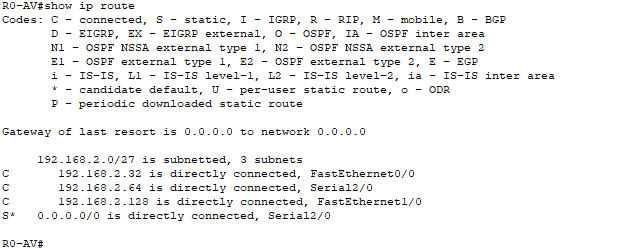 R0-AV#show ip route
Codes: C - connected, S - static, I - IGRP, R - RIP, M - mobile, B - BGP
D - EIGRP, EX - EIGRP external, O - OSPF, IA - OSPF inter area
N1 - OSPF NSSA external type 1, N2 - OSPF NSSA external type 2
E1 - OSPF external type 1, E2 - OSPF external type 2, E - EGP
i - IS-IS, L1 - IS-IS level-1, L2 - IS-IS level-2, ia - IS-IS inter area
* - candidate default, U - per-user static route, o - ODR
P - periodic downloaded static route
Gateway of last resort is 0.0.0.0 to network 0.0.0.0
192.168.2.0/27 is subnetted, 3 subnets
C 192.168.2.32 is directly connected, FastEthernet0/0
C 192.168.2.64 is directly connected, Serial2/0
C 192.168.2.128 is directly connected, FastEthernet1/0
S* 0.0.0.0/0 is directly connected, Serial2/0
R0-AV#